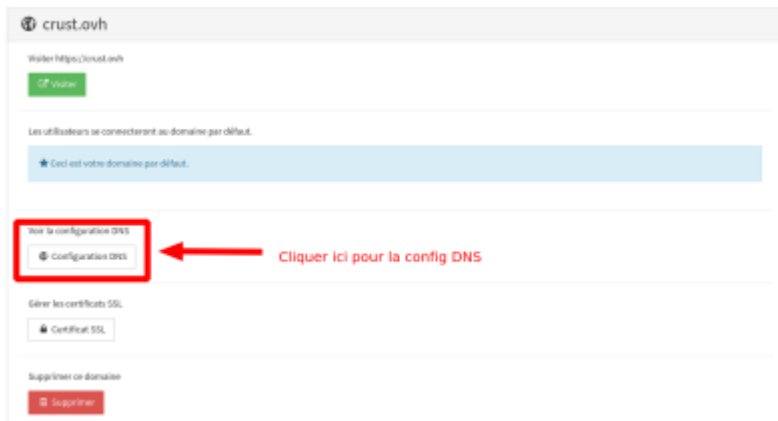 crust.ovh
Visiter https://crust.ovh
Visiter
Les utilisateurs se connecteront au domaine par défaut.
Ceci est votre domaine par défaut.
Voir la configuration DNS
Configuration DNS
Cliquer ici pour la config DNS
Gérer les certificats SSL
Certificat SSL
Supprimer ce domaine
Supprimer